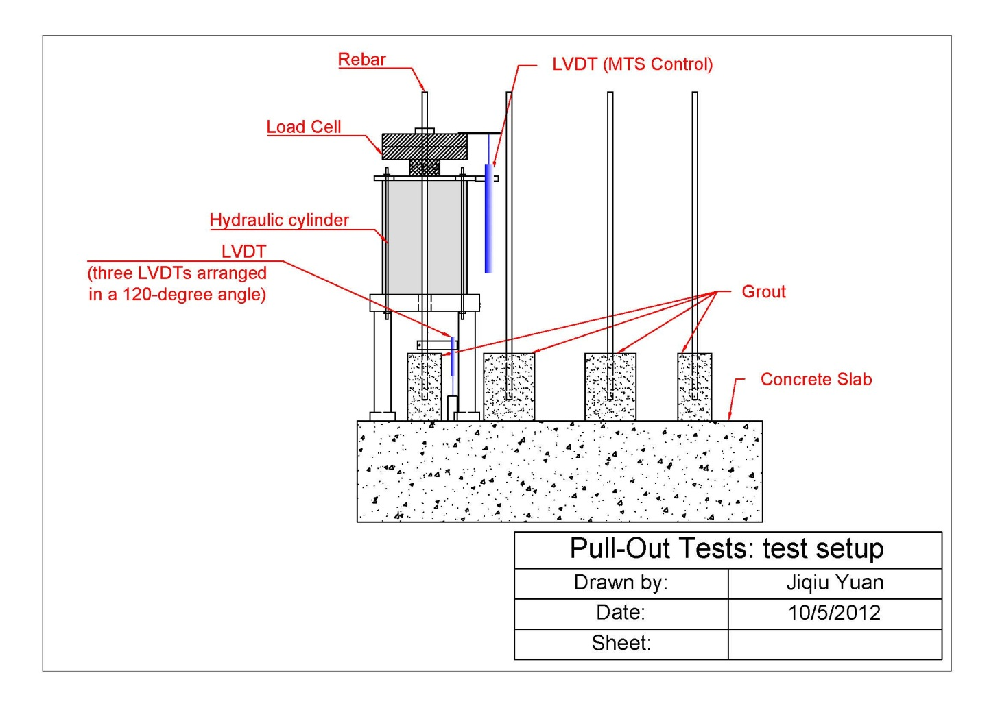 Rebar
LVDT (MTS Control)
Load Cell
Hydraulic cylinder
LVDT
(three LVDTs arranged
in a 120-degree angle)
Grout
Concrete Slab
Pull-Out Tests: test setup
Drawn by: Jiqiu Yuan
Date: 10/5/2012
Sheet: